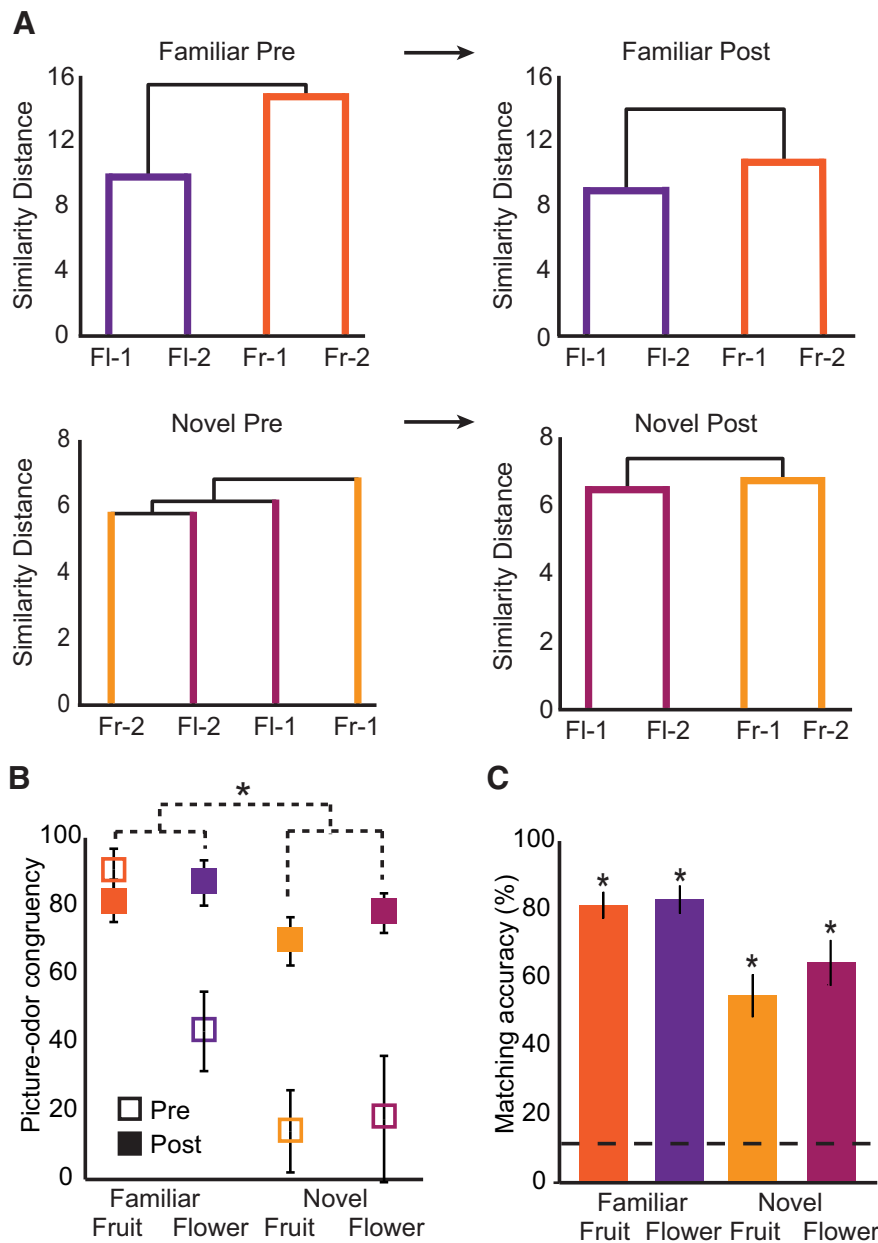 A
Familiar Pre
Familiar Post
Similarity Distance
16
12
8
4
0
Fl-1 Fl-2 Fr-1 Fr-2
Similarity Distance
16
12
8
4
0
Fl-1 Fl-2 Fr-1 Fr-2
Novel Pre
Novel Post
Similarity Distance
8
6
4
2
0
Fr-2 Fl-2 Fl-1 Fr-1
Similarity Distance
8
6
4
2
0
Fl-1 Fl-2 Fr-1 Fr-2
B
*
Picture-odor congruency
100
80
60
40
20
0
Pre
Post
Familiar Novel
Fruit Flower Fruit Flower
C
Matching accuracy (%)
100
80
60
40
20
0
* * * *
Familiar Novel
Fruit Flower Fruit Flower